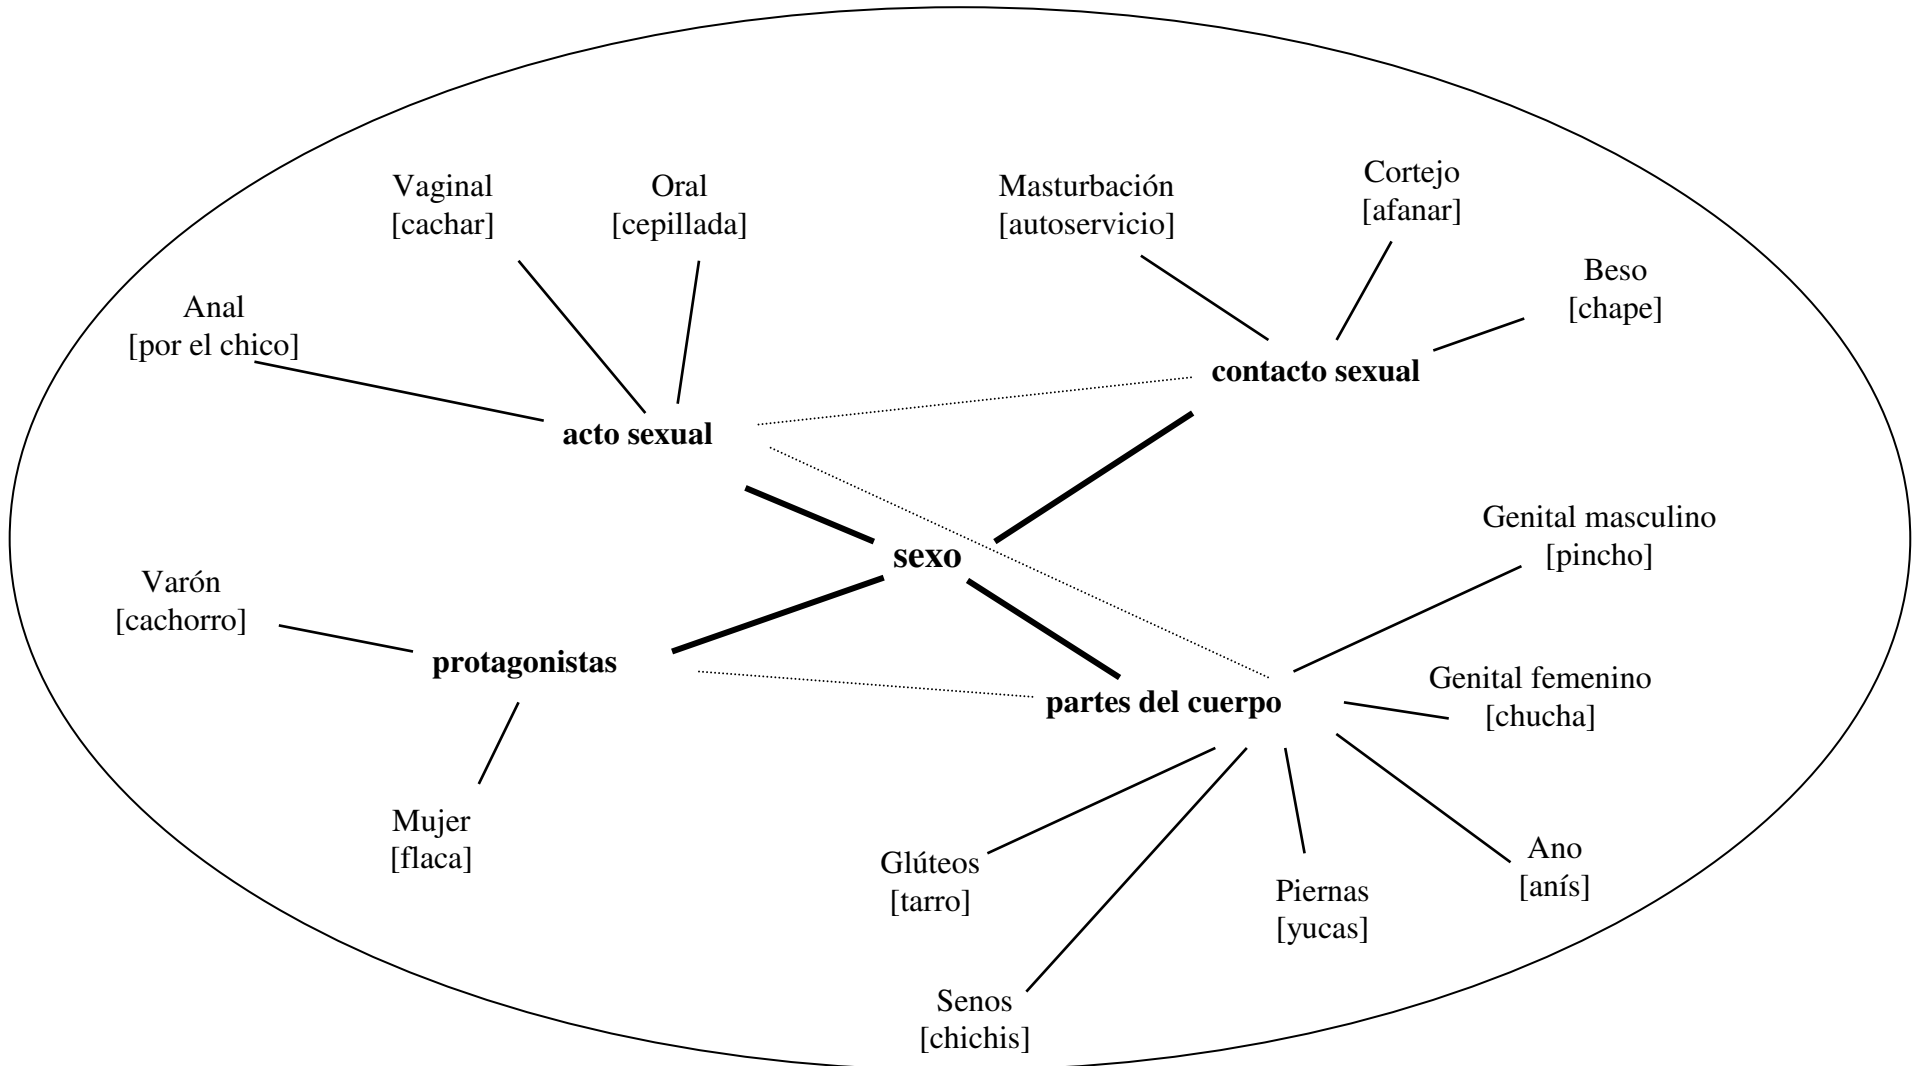 Vaginal
[cachar]
Oral
[cepillada]
Masturbación
[autoservicio]
Cortejo
[afanar]
Beso
[chape]
Anal
[por el chico]
contacto sexual
acto sexual
sexo
Genital masculino
[pincho]
Varón
[cachorro]
protagonistas
partes del cuerpo
Genital femenino
[chucha]
Mujer
[flaca]
Glúteos
[tarro]
Piernas
[yucas]
Ano
[anís]
Senos
[chichis]